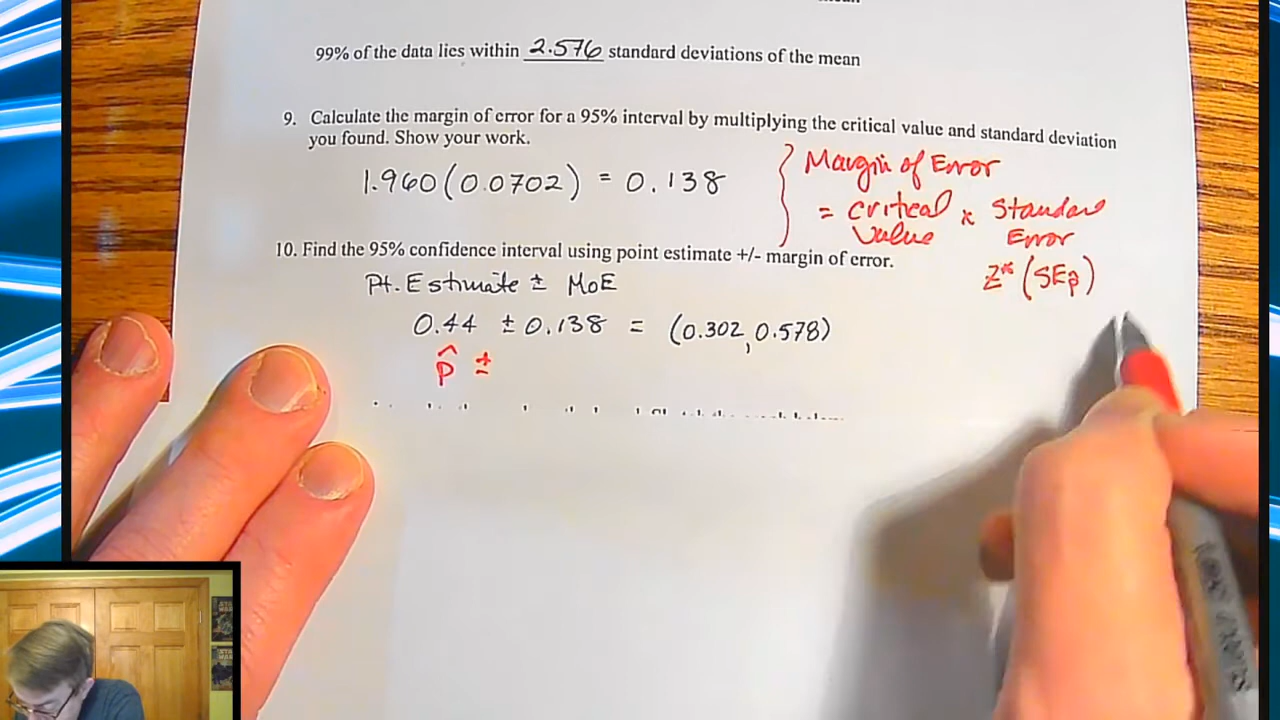 99% of the data lies within 2.576 standard deviations of the mean
9. Calculate the margin of error for a 95% interval by multiplying the critical value and standard deviation
you found. Show your work.
1.960(0.0702) = 0.138
Margin of Error
= critical value × Standard Error
Z*(SEp̂)
10. Find the 95% confidence interval using point estimate +/- margin of error.
Pt. Estimate ± MoE
0.44 ± 0.138 = (0.302, 0.578)
p̂ ±